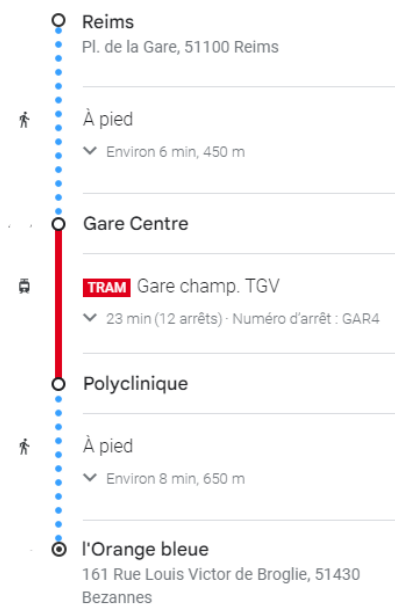 Reims
Pl. de la Gare, 51100 Reims
À pied
Environ 6 min, 450 m
Gare Centre
TRAM Gare champ. TGV
23 min (12 arrêts) · Numéro d'arrêt : GAR4
Polyclinique
À pied
Environ 8 min, 650 m
l'Orange bleue
161 Rue Louis Victor de Broglie, 51430
Bezannes